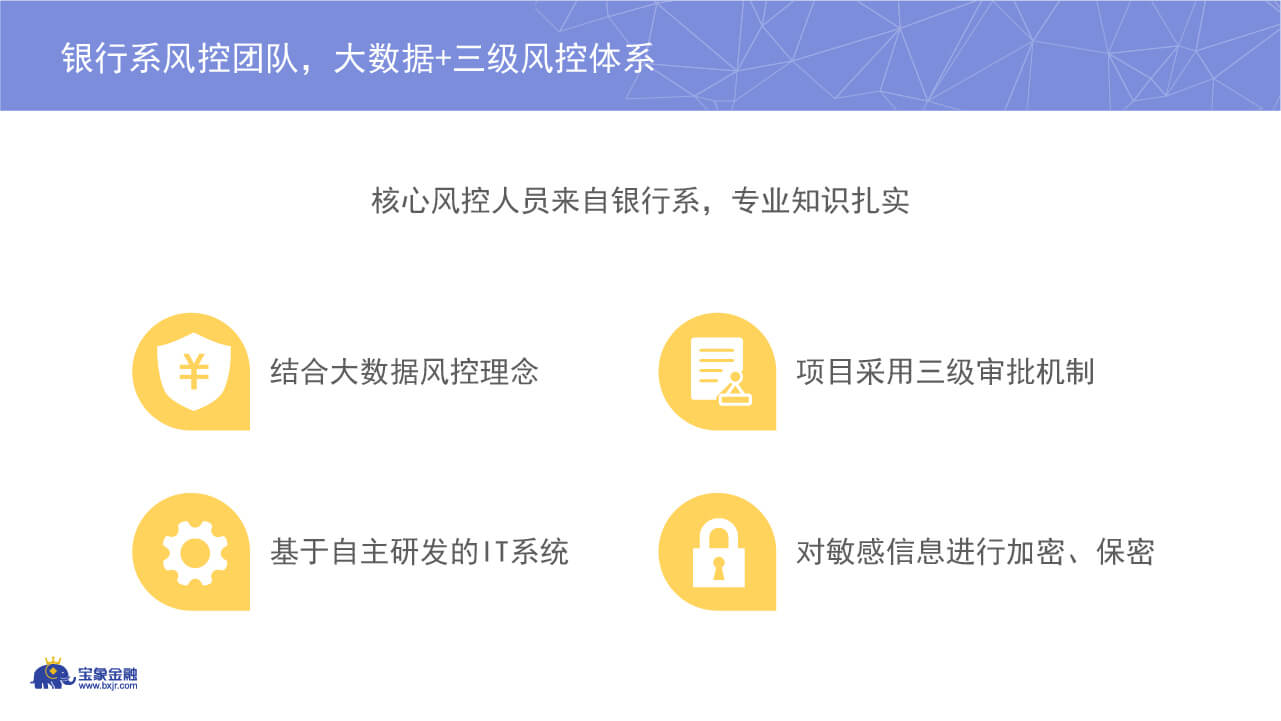 银行系风控团队，大数据+三级风控体系
核心风控人员来自银行系，专业知识扎实
¥
结合大数据风控理念
项目采用三级审批机制
基于自主研发的IT系统
对敏感信息进行加密、保密
宝象金融
www.bxjr.com